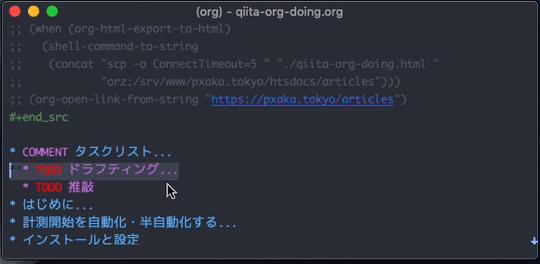 (org) - qiita-org-doing.org
;; (when (org-html-export-to-html)
;;   (shell-command-to-string
;;    (concat "scp -o ConnectTimeout=5 " "./qiita-org-doing.html "
;;            "orz:/srv/www/pxaka.tokyo/htsdocs/articles")))
;; (org-open-link-from-string "https://pxaka.tokyo/articles")
#+end_src
* COMMENT タスクリスト...
* TODO ドラフティング...
* TODO 推敲
* はじめに...
* 計測開始を自動化・半自動化する...
* インストールと設定